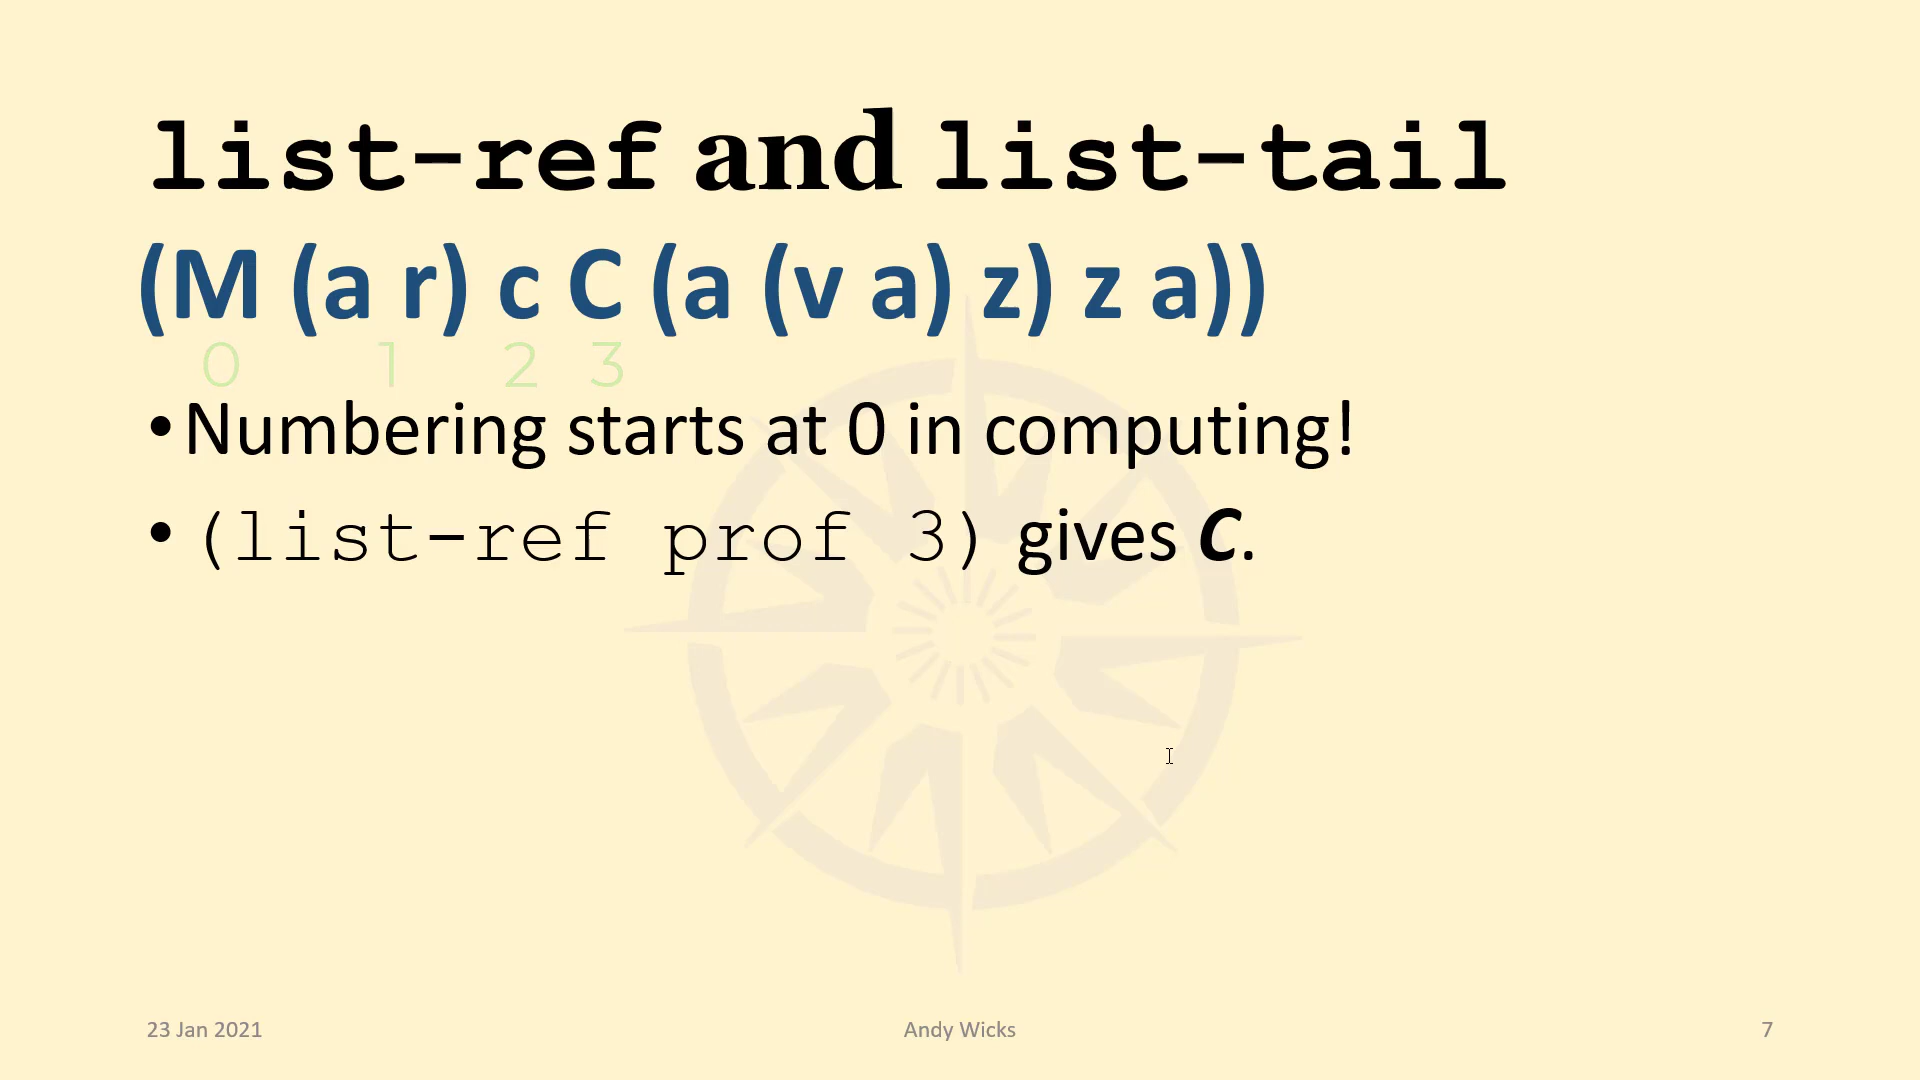 list-ref and list-tail
(M (a r) c C (a (v a) z) z a))
0 1 2 3
•Numbering starts at 0 in computing!
•(list-ref prof 3) gives C.
23 Jan 2021 Andy Wicks 7